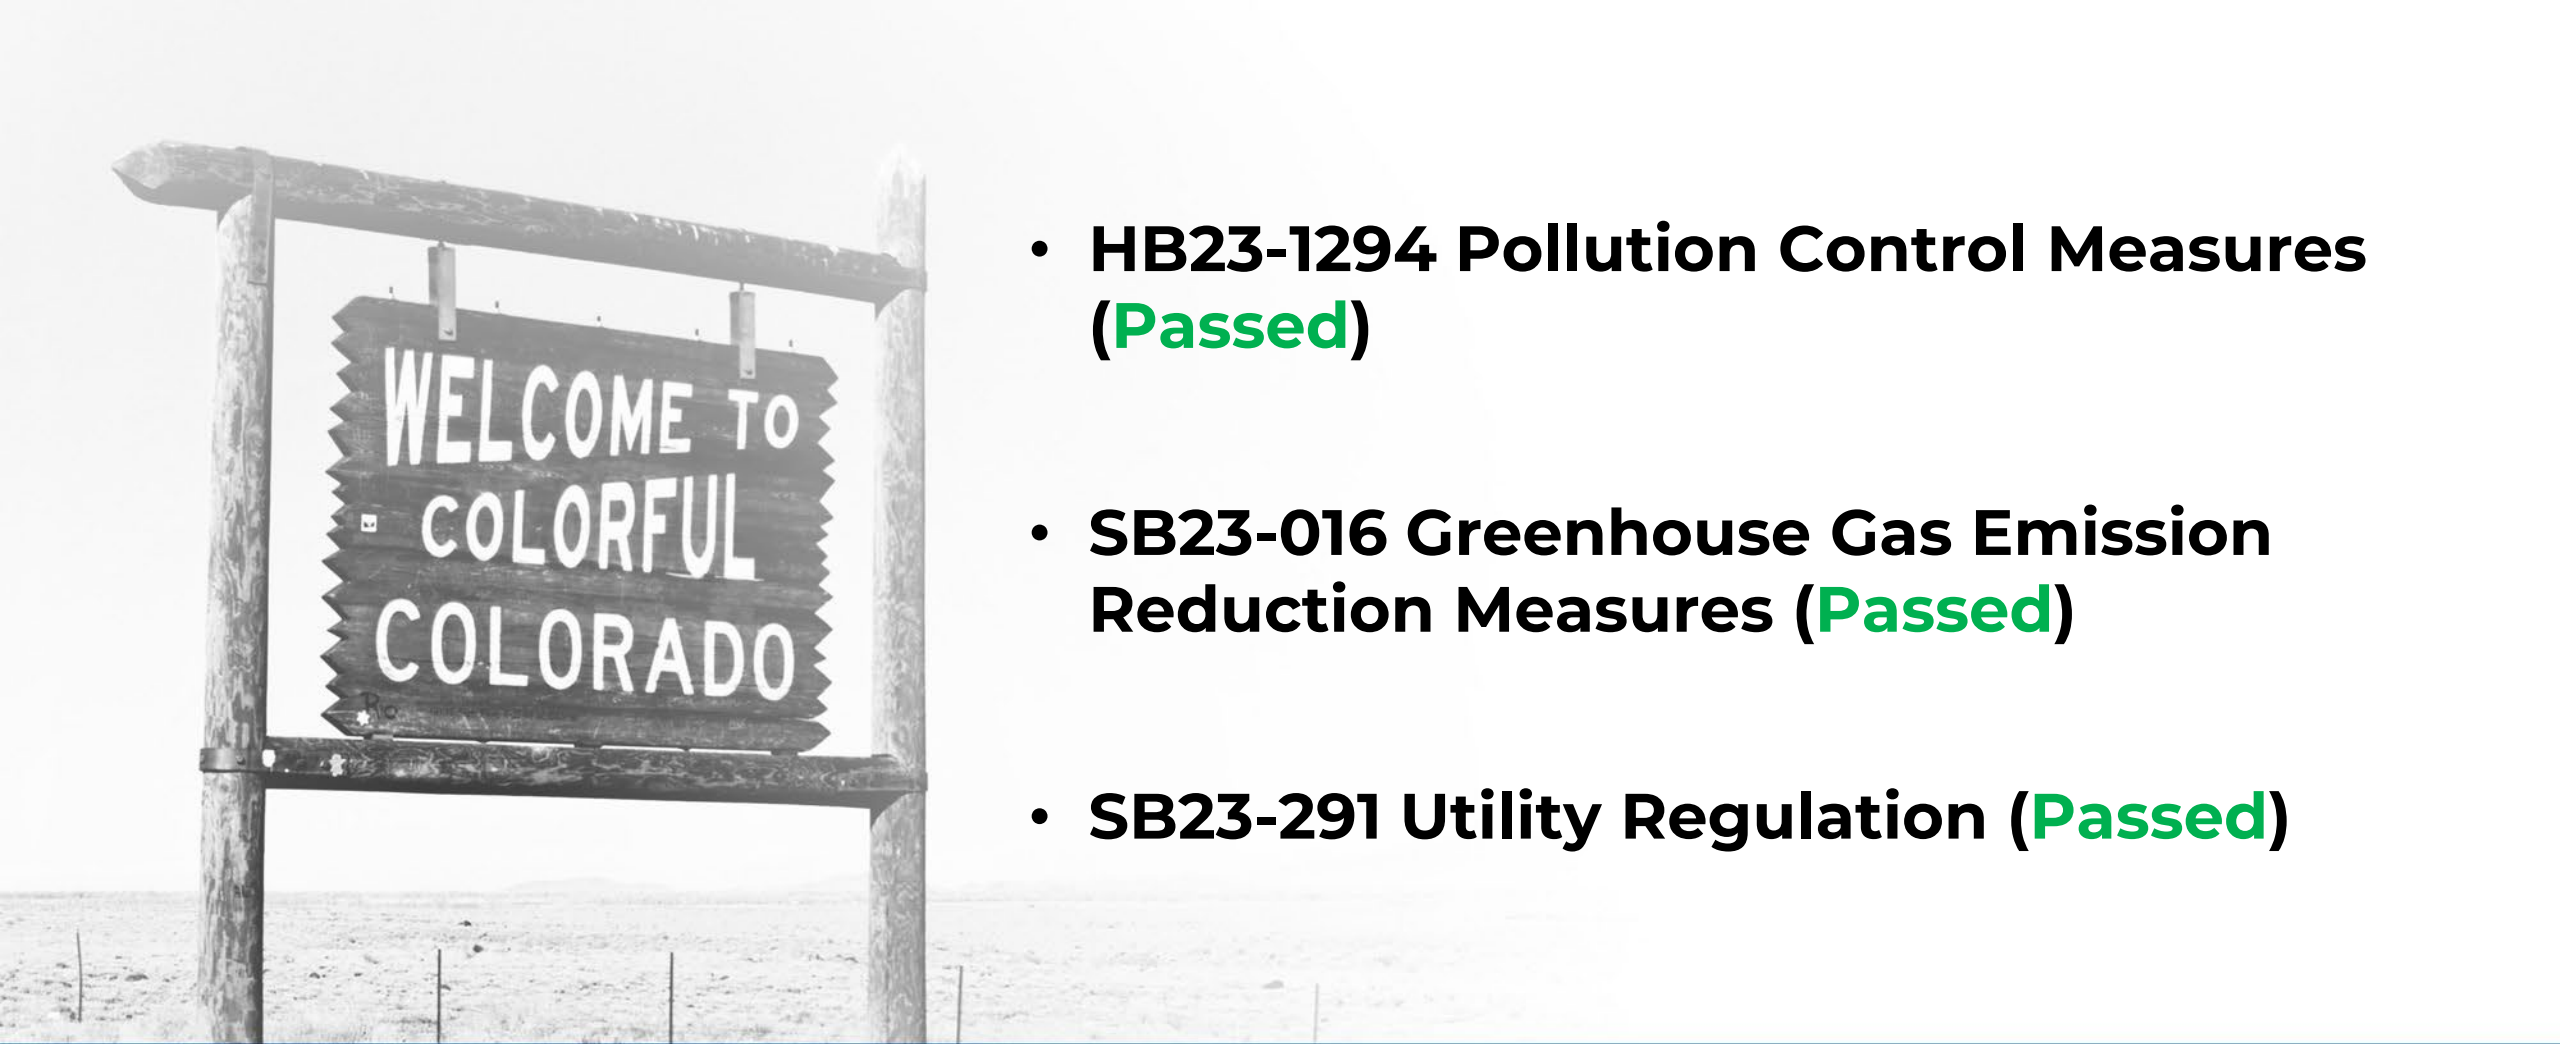 WELCOME TO
COLORFUL
COLORADO
• HB23-1294 Pollution Control Measures
(Passed)
• SB23-016 Greenhouse Gas Emission
Reduction Measures (Passed)
• SB23-291 Utility Regulation (Passed)